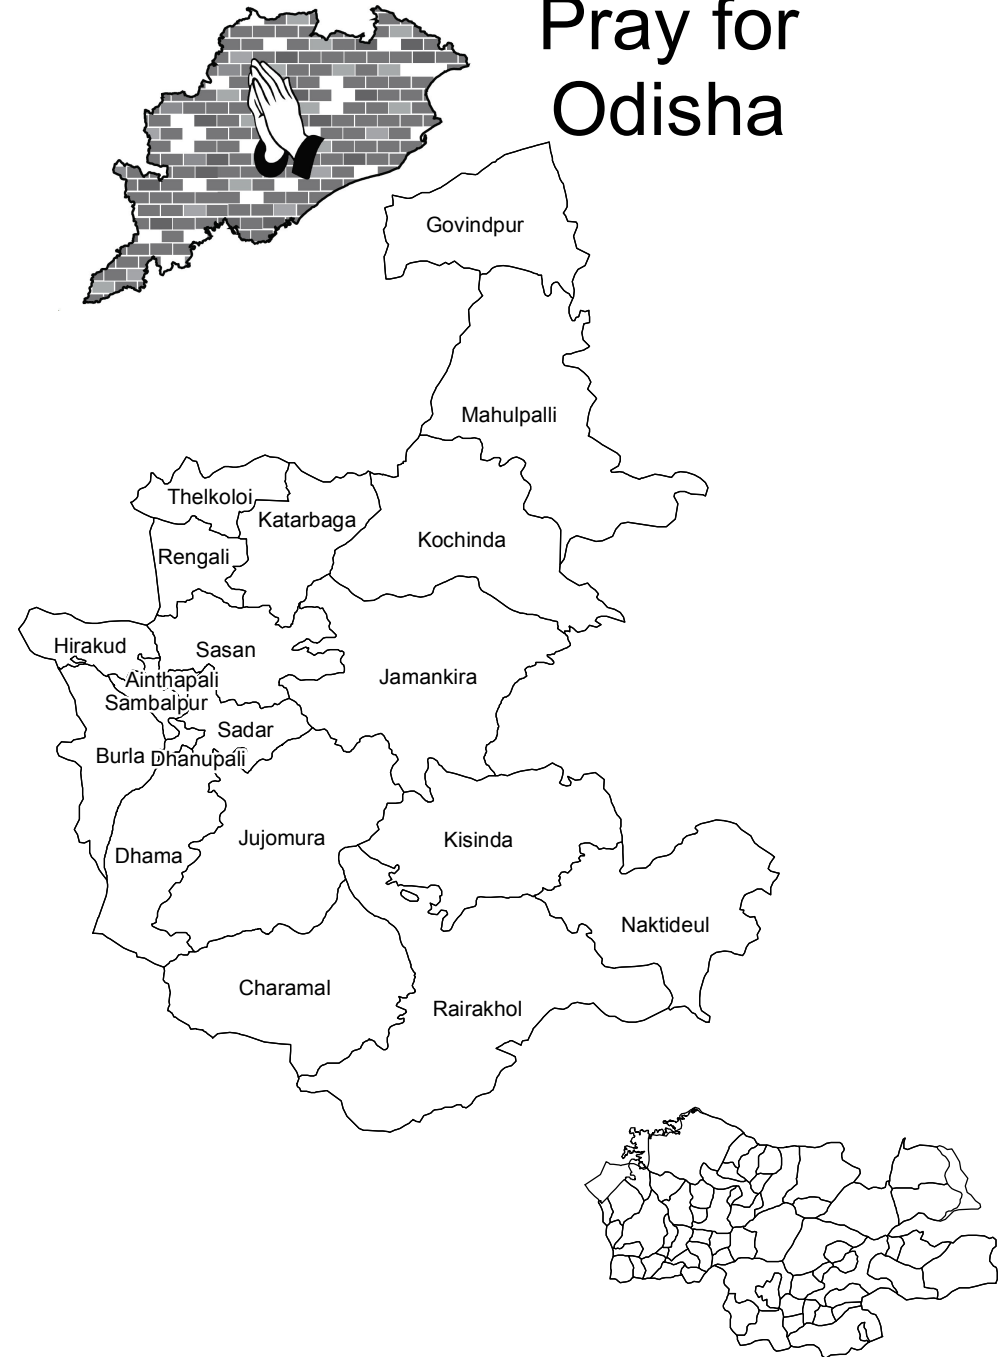 Pray for
Odisha
Govindpur
Mahulpalli
Thelkoloi
Katarbaga
Kochinda
Rengali
Hirakud
Sasan
Ainthapali
Jamankira
Sambalpur
Sadar
Burla
Dhanupali
Jujomura
Kisinda
Dhama
Naktideul
Charamal
Rairakhol